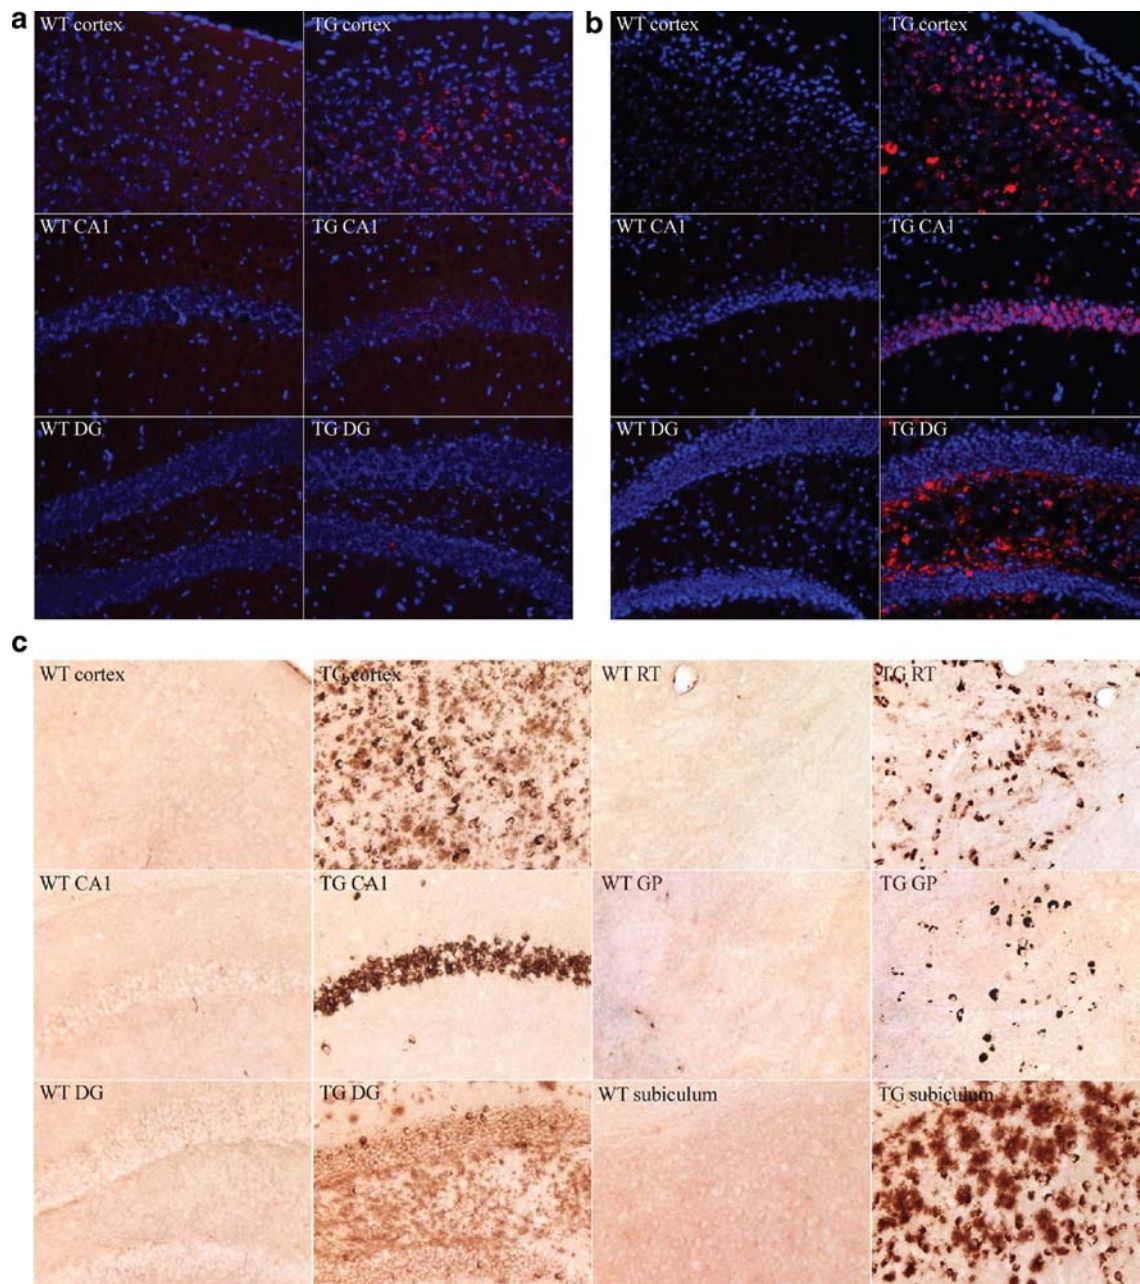 a
WT cortex
TG cortex
WT CA1
TG CA1
WT DG
TG DG
b
WT cortex
TG cortex
WT CA1
TG CA1
WT DG
TG DG
c
WT cortex
TG cortex
WT RT
TG RT
WT CA1
TG CA1
WT GP
TG GP
WT DG
TG DG
WT subiculum
TG subiculum